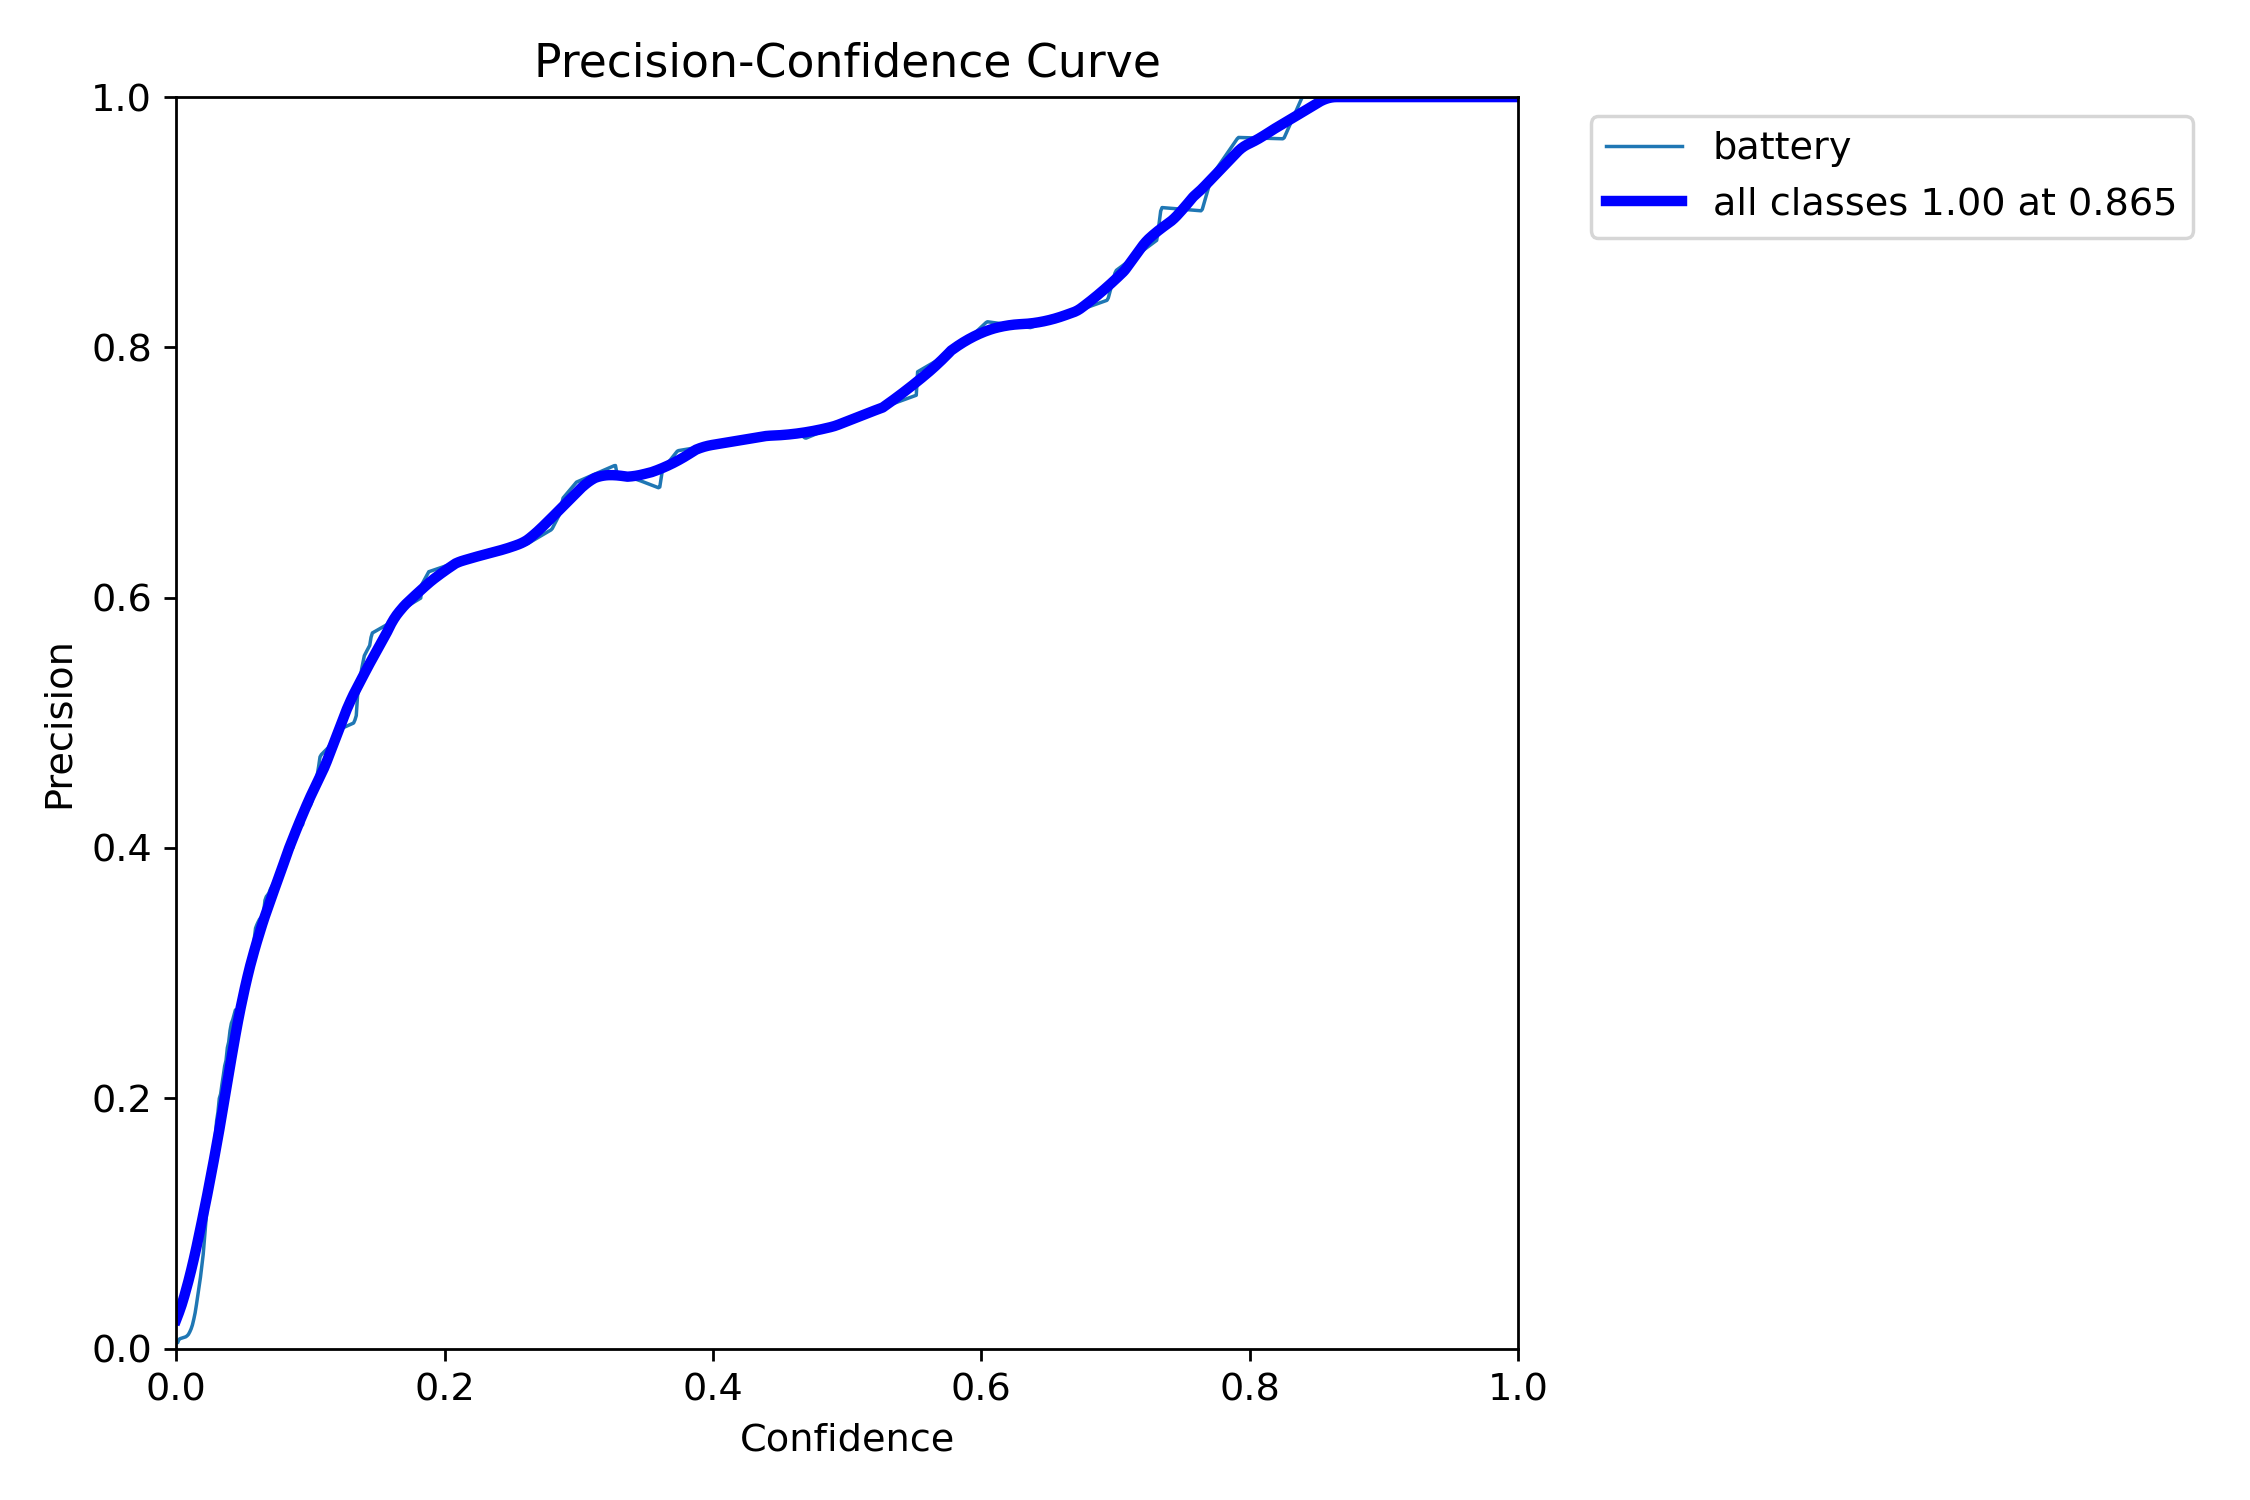 Precision-Confidence Curve
1.0
0.8
0.6
0.4
0.2
0.0
Precision
0.0 0.2 0.4 0.6 0.8 1.0
Confidence
battery
all classes 1.00 at 0.865